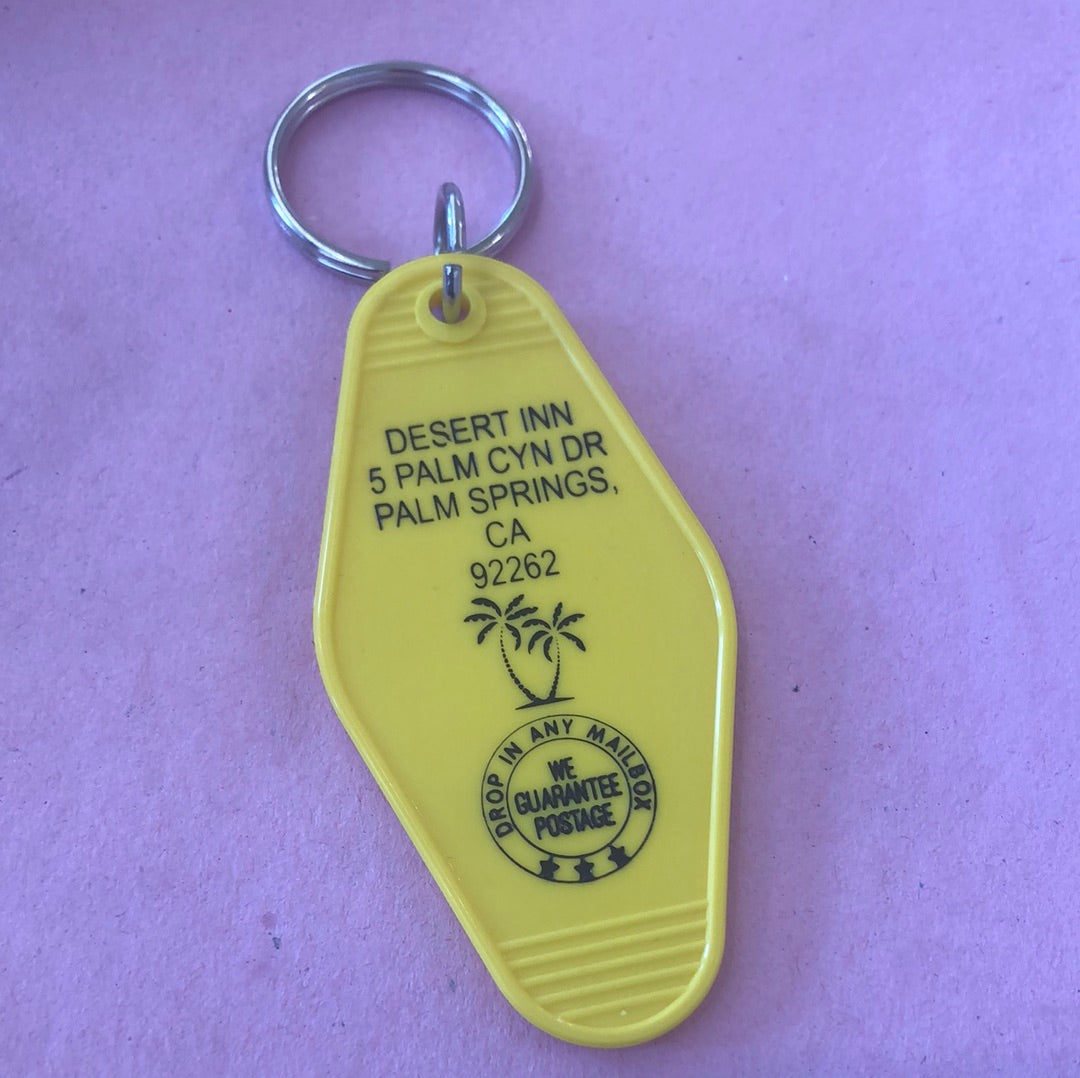 DESERT INN
5 PALM CYN DR
PALM SPRINGS,
CA
92262
DROP IN ANY MAILBOX
WE
GUARANTEE
POSTAGE